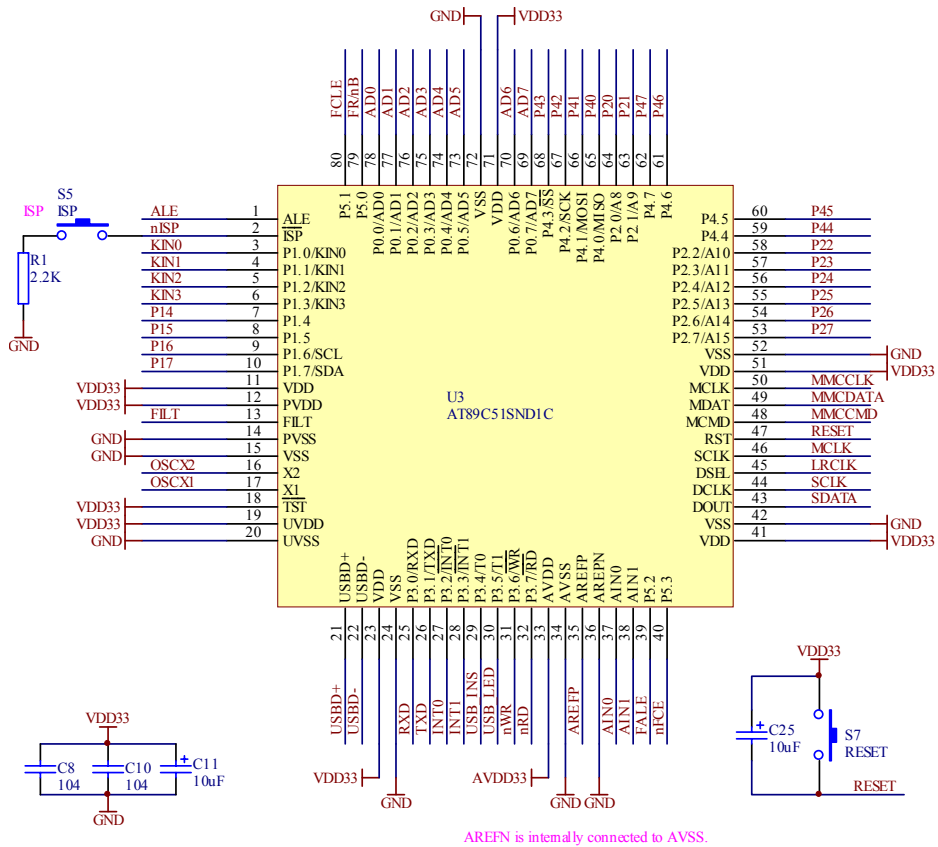 GND
VDD33
FCLE
FR/nB
AD0
AD1
AD2
AD3
AD4
AD5
AD6
AD7
P43
P42
P41
P40
P20
P21
P47
P46
80
79
78
77
76
75
74
73
72
71
70
69
68
67
66
65
64
63
62
61
P5.1
P5.0
P0.0/AD0
P0.1/AD1
P0.2/AD2
P0.3/AD3
P0.4/AD4
P0.5/AD5
VSS
VDD
P0.6/AD6
P0.7/AD7
P4.3/SS
P4.2/SCK
P4.1/MOSI
P4.0/MISO
P2.0/A8
P2.1/A9
P4.7
P4.6
S5
ISP
ISP
R1
2.2K
GND
ALE 1 ALE
nISP 2 ISP
KIN0 3 P1.0/KIN0
KIN1 4 P1.1/KIN1
KIN2 5 P1.2/KIN2
KIN3 6 P1.3/KIN3
P14 7 P1.4
P15 8 P1.5
P16 9 P1.6/SCL
P17 10 P1.7/SDA
VDD33 11 VDD
VDD33 12 PVDD
FILT 13 FILT
GND 14 PVSS
GND 15 VSS
OSCX2 16 X2
OSCX1 17 X1
VDD33 18 TST
VDD33 19 UVDD
GND 20 UVSS
U3
AT89C51SND1C
P4.5 60 P45
P4.4 59 P44
P2.2/A10 58 P22
P2.3/A11 57 P23
P2.4/A12 56 P24
P2.5/A13 55 P25
P2.6/A14 54 P26
P2.7/A15 53 P27
VSS 52 GND
VDD 51 VDD33
MCLK 50 MMCCLK
MDAT 49 MMCDATA
MCMD 48 MMCCMD
RST 47 RESET
SCLK 46 MCLK
DSEL 45 LRCLK
DCLK 44 SCLK
DOUT 43 SDATA
VSS 42 GND
VDD 41 VDD33
USBD+
USBD-
VDD
VSS
P3.0/RXD
P3.1/TXD
P3.2/INT0
P3.3/INT1
P3.4/T0
P3.5/T1
P3.6/WR
P3.7/RD
AVDD
AVSS
AREFP
AREPN
AIN0
AIN1
P5.2
P5.3
21
22
23
24
25
26
27
28
29
30
31
32
33
34
35
36
37
38
39
40
USBD+
USBD-
RXD
TXD
INT0
INT1
USB_INS
USB_LED
nWR
nRD
AREFP
AIN0
AIN1
FALE
nFCE
VDD33
GND
AVDD33
GND
GND
VDD33
C8
104
C10
104
C11
10uF
GND
VDD33
C25
10uF
S7
RESET
RESET
AREFN is internally connected to AVSS.